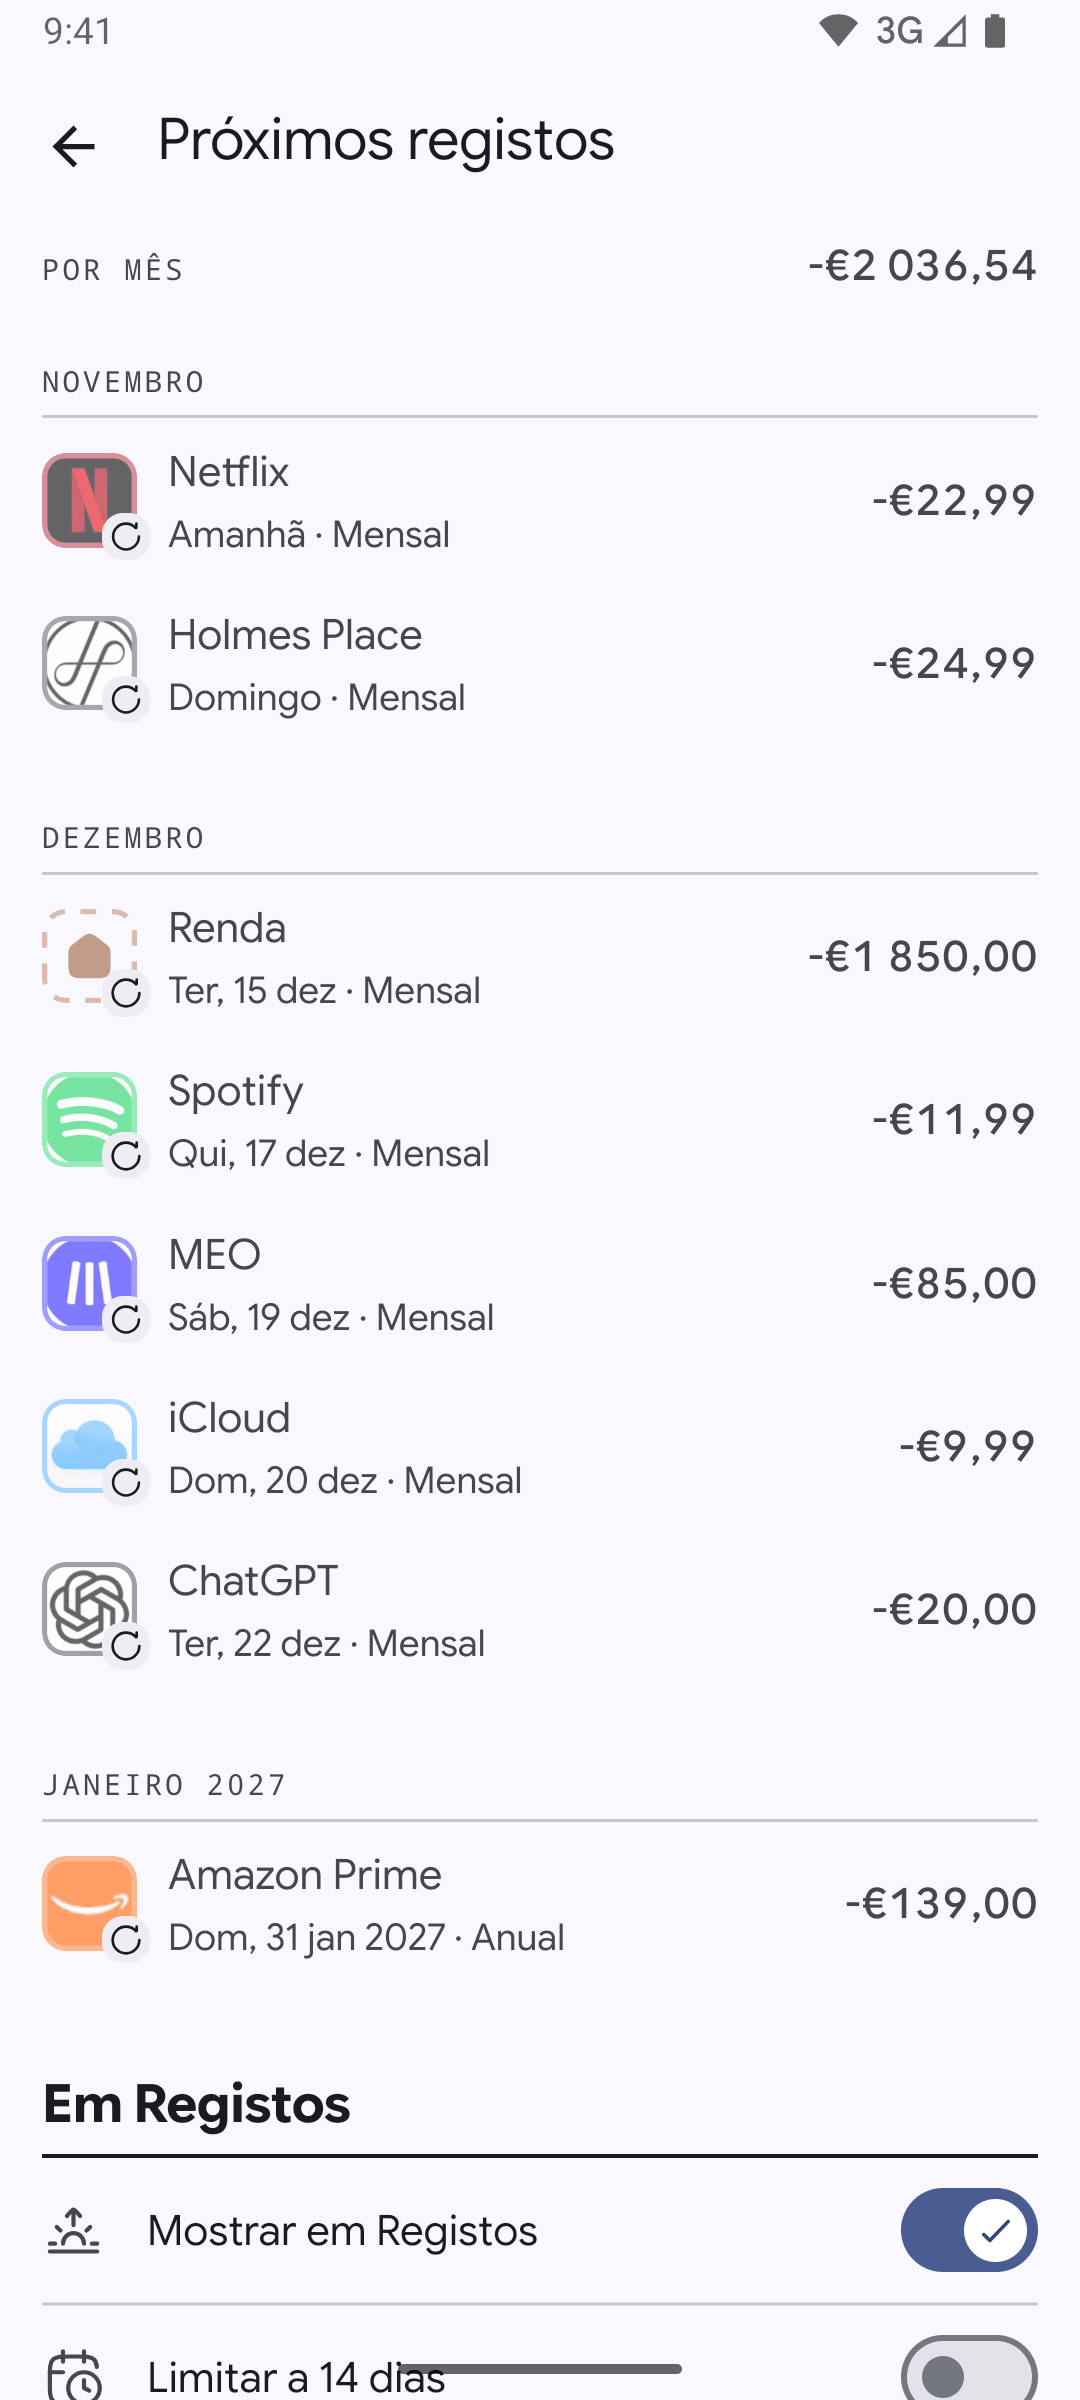 9:41
3G
Próximos registos
POR MÊS
-€2 036,54
NOVEMBRO
Netflix
Amanhã · Mensal
-€22,99
Holmes Place
Domingo · Mensal
-€24,99
DEZEMBRO
Renda
Ter, 15 dez · Mensal
-€1 850,00
Spotify
Qui, 17 dez · Mensal
-€11,99
MEO
Sáb, 19 dez · Mensal
-€85,00
iCloud
Dom, 20 dez · Mensal
-€9,99
ChatGPT
Ter, 22 dez · Mensal
-€20,00
JANEIRO 2027
Amazon Prime
Dom, 31 jan 2027 · Anual
-€139,00
Em Registos
Mostrar em Registos
Limitar a 14 dias